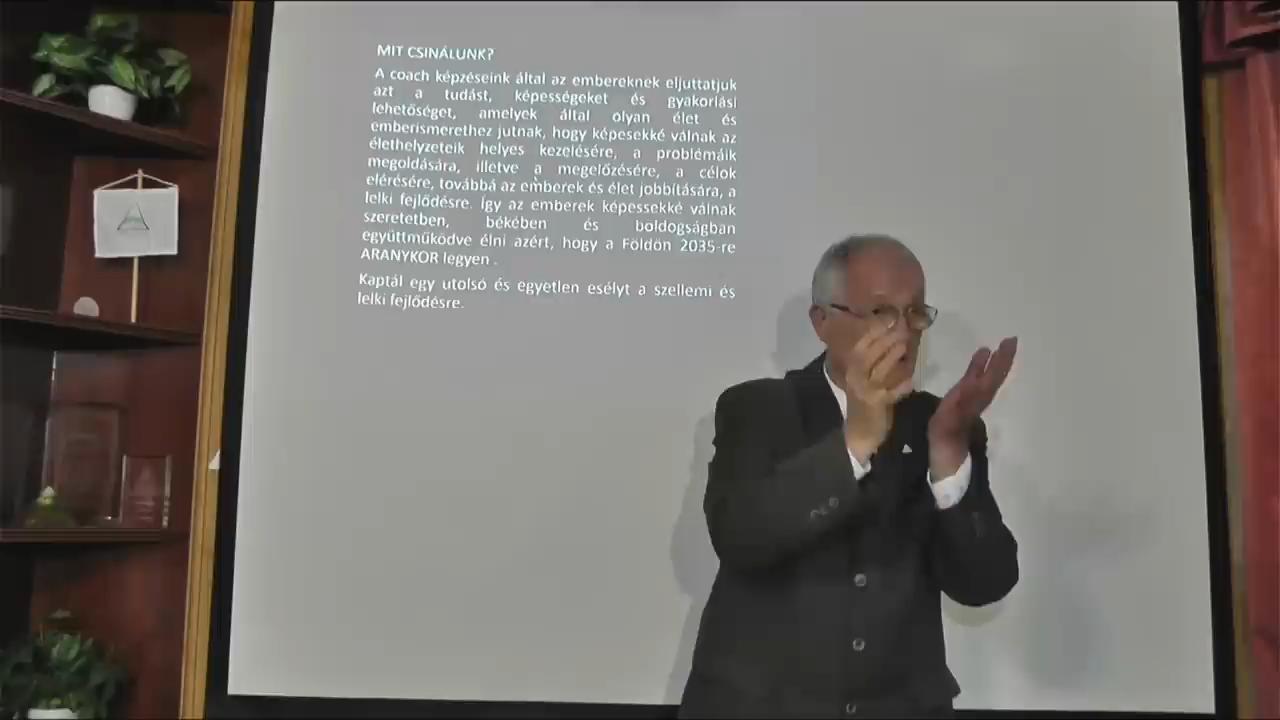 MIT CSINÁLUNK?
A coach képzéseink által az embereknek eljuttatjuk
azt a tudást, képességeket és gyakorlási
lehetőséget, amelyek által olyan élet és
emberismerethez jutnak, hogy képesekké válnak az
élethelyzeteik helyes kezelésére, a problémáik
megoldására, illetve a megelőzésére, a célok
elérésére, továbbá az emberek és élet jobbítására, a
lelki fejlődésre. Így az emberek képessekké válnak
szeretetben, békében és boldogságban
együttműködve élni azért, hogy a Földön 2035-re
ARANYKOR legyen .
Kaptál egy utolsó és egyetlen esélyt a szellemi és
lelki fejlődésre.